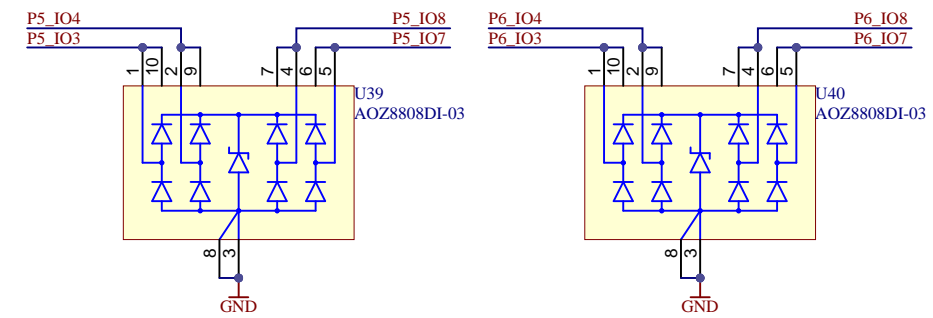 P5_IO4 P5_IO8 P6_IO4 P6_IO8
P5_IO3 P5_IO7 P6_IO3 P6_IO7
1 10 2 9 7 4 6 5 1 10 2 9 7 4 6 5
U39 U40
AOZ8808DI-03 AOZ8808DI-03
8 3 8 3
GND GND